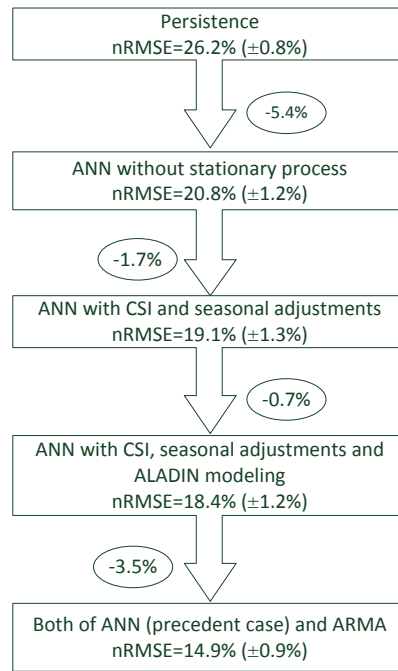 Persistence
nRMSE=26.2% (±0.8%)
-5.4%
ANN without stationary process
nRMSE=20.8% (±1.2%)
-1.7%
ANN with CSI and seasonal adjustments
nRMSE=19.1% (±1.3%)
-0.7%
ANN with CSI, seasonal adjustments and
ALADIN modeling
nRMSE=18.4% (±1.2%)
-3.5%
Both of ANN (precedent case) and ARMA
nRMSE=14.9% (±0.9%)